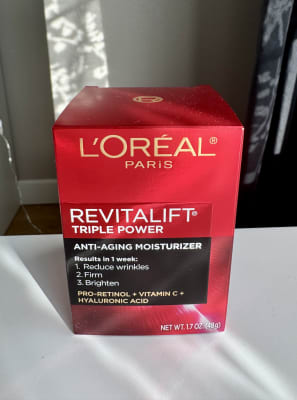 L'ORÉAL
PARIS
REVITALIFT®
TRIPLE POWER
ANTI-AGING MOISTURIZER
Results in 1 week:
1. Reduce wrinkles
2. Firm
3. Brighten
PRO-RETINOL + VITAMIN C +
HYALURONIC ACID
NET WT. 1.7 OZ. (48g)